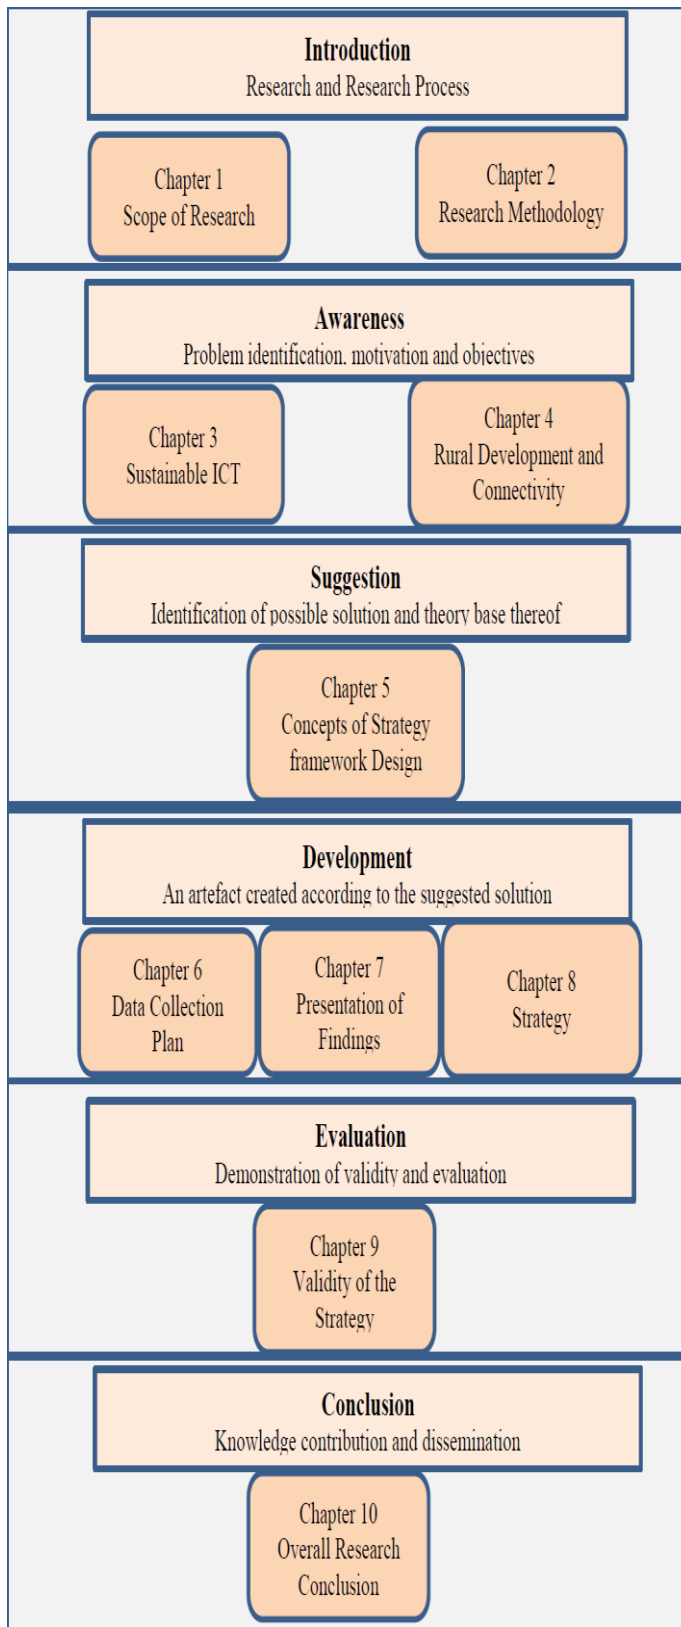 Introduction
Research and Research Process
Chapter 1
Scope of Research
Chapter 2
Research Methodology
Awareness
Problem identification, motivation and objectives
Chapter 3
Sustainable ICT
Chapter 4
Rural Development and
Connectivity
Suggestion
Identification of possible solution and theory base thereof
Chapter 5
Concepts of Strategy
framework Design
Development
An artefact created according to the suggested solution
Chapter 6
Data Collection
Plan
Chapter 7
Presentation of
Findings
Chapter 8
Strategy
Evaluation
Demonstration of validity and evaluation
Chapter 9
Validity of the
Strategy
Conclusion
Knowledge contribution and dissemination
Chapter 10
Overall Research
Conclusion